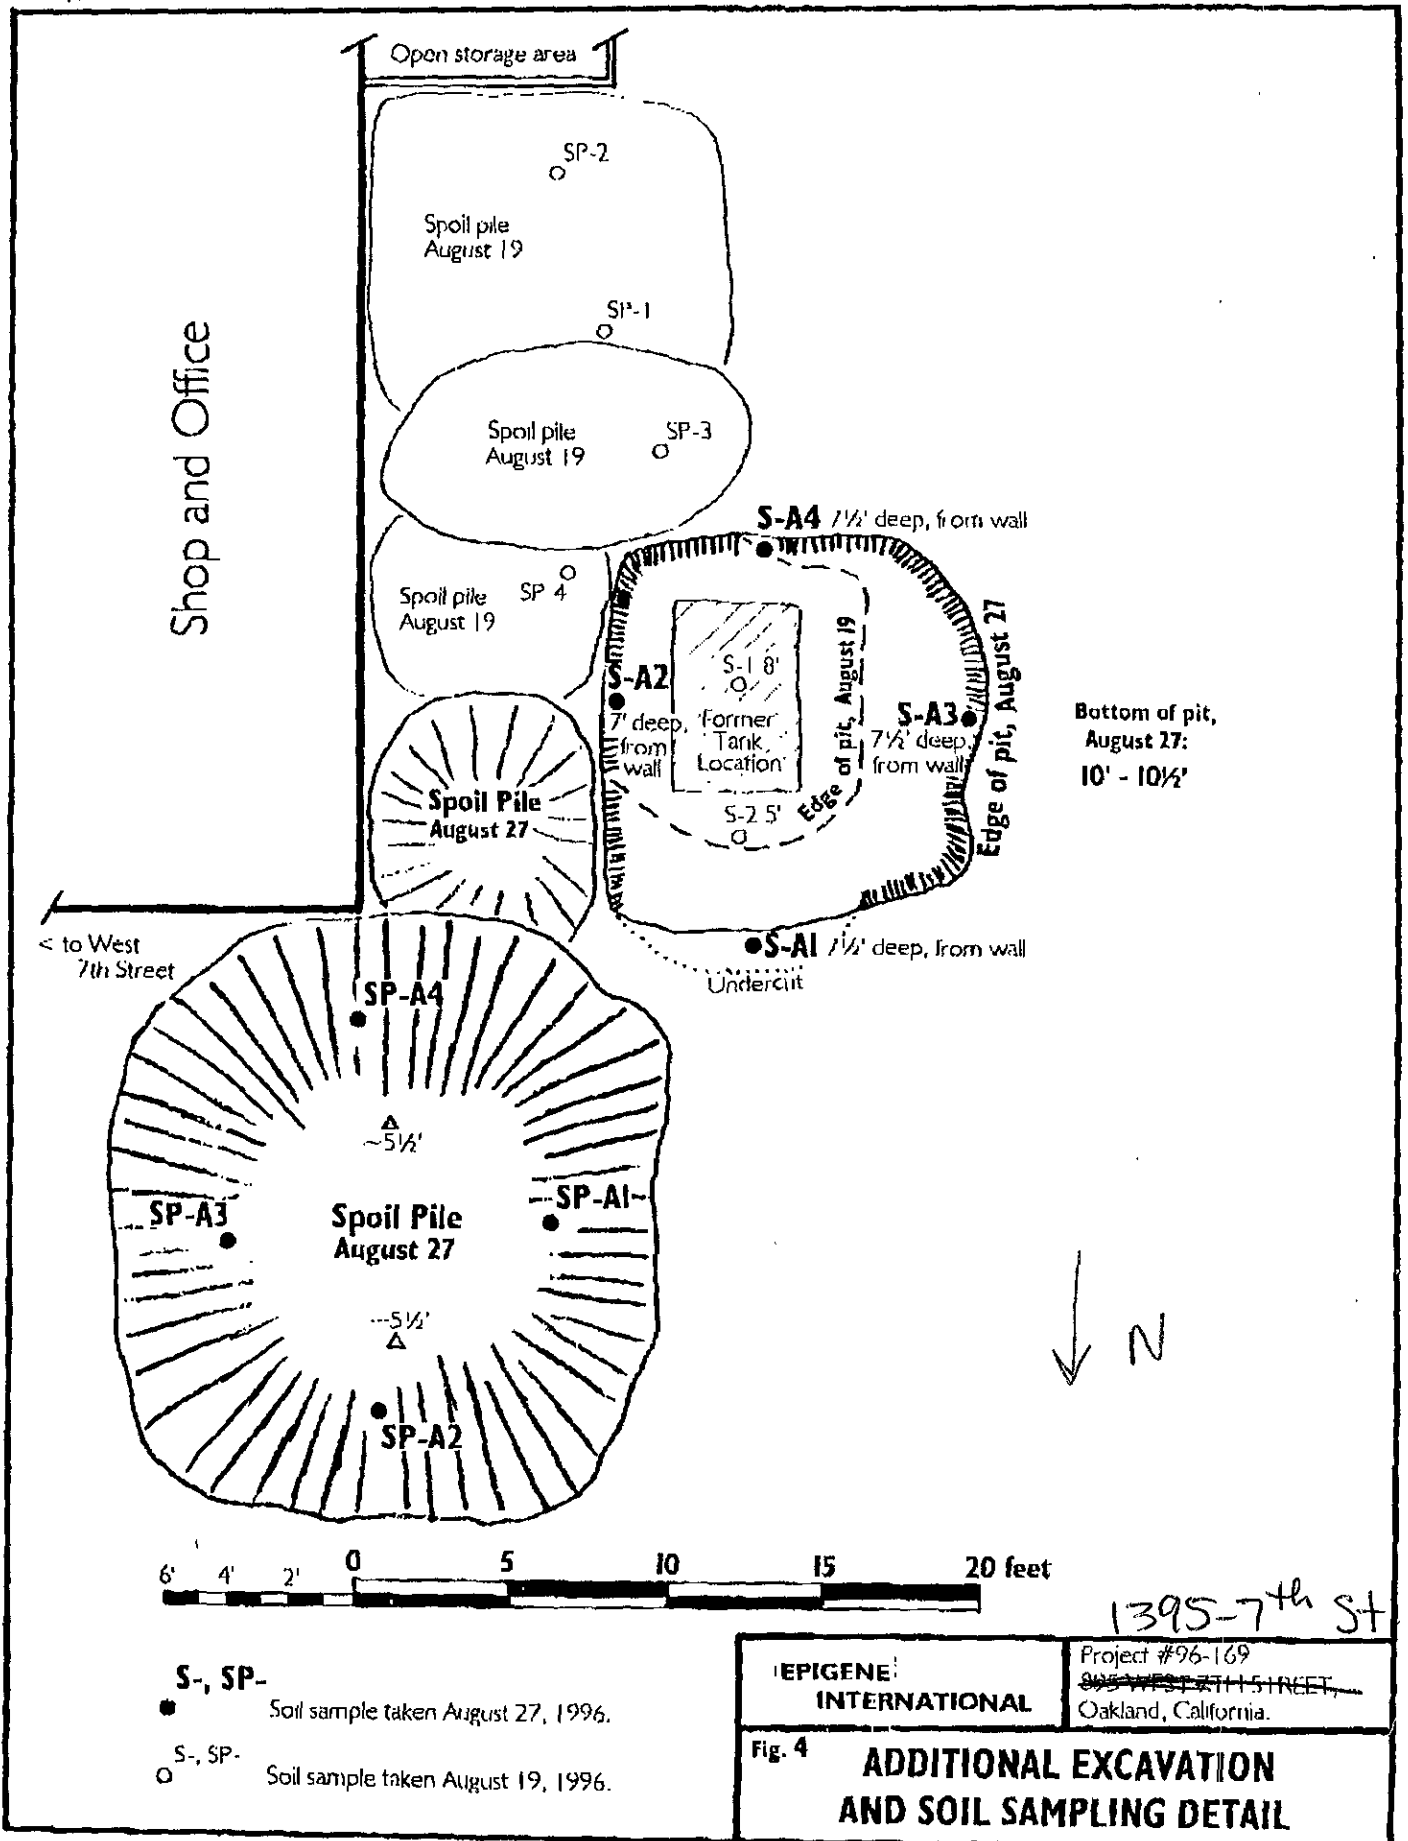 Open storage area
SP-2
Spoil pile
August 19
SP-1
Shop and Office
Spoil pile
August 19
SP-3
S-A4 7½' deep, from wall
Spoil pile
August 19
SP 4
S-A2
7' deep,
from
wall
S-1 8'
Former
Tank
Location
S-2 5'
Edge of pit, August 19
S-A3
7½' deep,
from wall
Edge of pit, August 27
Bottom of pit,
August 27:
10' - 10½'
Spoil Pile
August 27
< to West
7th Street
S-A1 7½' deep, from wall
Undercut
SP-A4
~5½'
SP-A3
Spoil Pile
August 27
SP-A1
~5½'
SP-A2
N
6' 4' 2' 0 5 10 15 20 feet
1395-7th St
S-, SP-
Soil sample taken August 27, 1996.
S-, SP-
Soil sample taken August 19, 1996.
EPIGENE
INTERNATIONAL
Project #96-169
895 WEST 7TH STREET,
Oakland, California.
Fig. 4
ADDITIONAL EXCAVATION
AND SOIL SAMPLING DETAIL